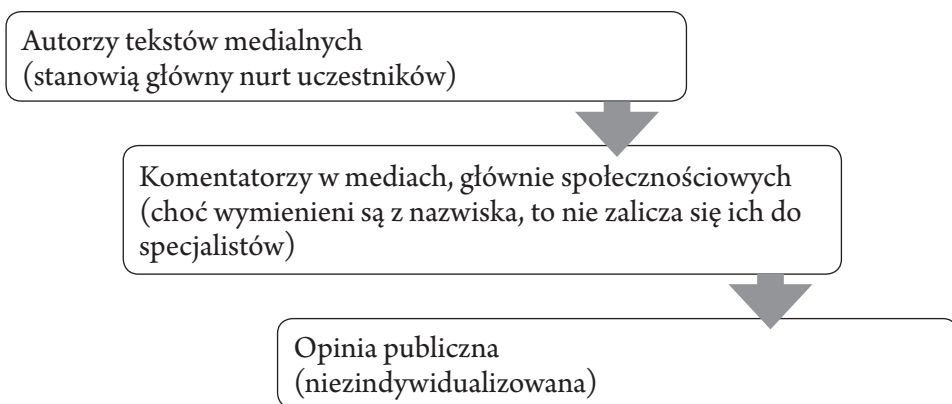 Autorzy tekstów medialnych
(stanowią główny nurt uczestników)
Komentatorzy w mediach, głównie społecznościowych
(choć wymienieni są z nazwiska, to nie zalicza się ich do
specjalistów)
Opinia publiczna
(niezindywidualizowana)